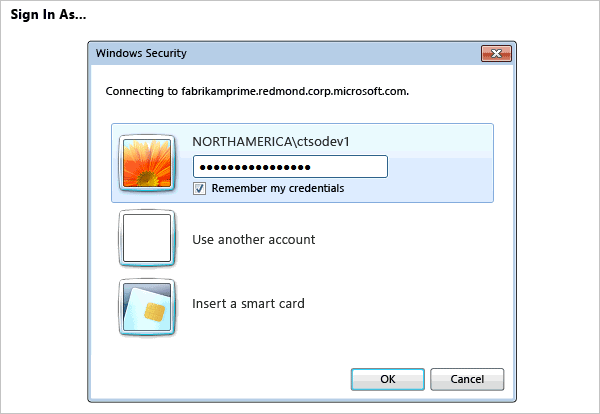 Sign In As...
Windows Security
Connecting to fabrikamprime.redmond.corp.microsoft.com.
NORTHAMERICA\ctsodev1
●●●●●●●●●●●●●●●●
Remember my credentials
Use another account
Insert a smart card
OK Cancel